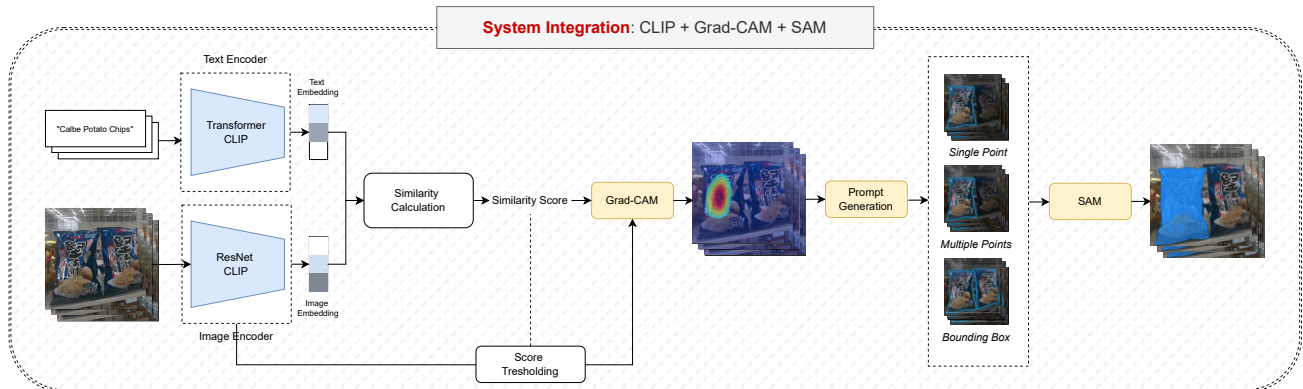 System Integration: CLIP + Grad-CAM + SAM
Text Encoder
Text
Embedding
"Calbe Potato Chips"
Transformer
CLIP
Similarity
Calculation
Similarity Score
Grad-CAM
Prompt
Generation
Single Point
Multiple Points
Bounding Box
SAM
ResNet
CLIP
Image
Embedding
Image Encoder
Score
Tresholding